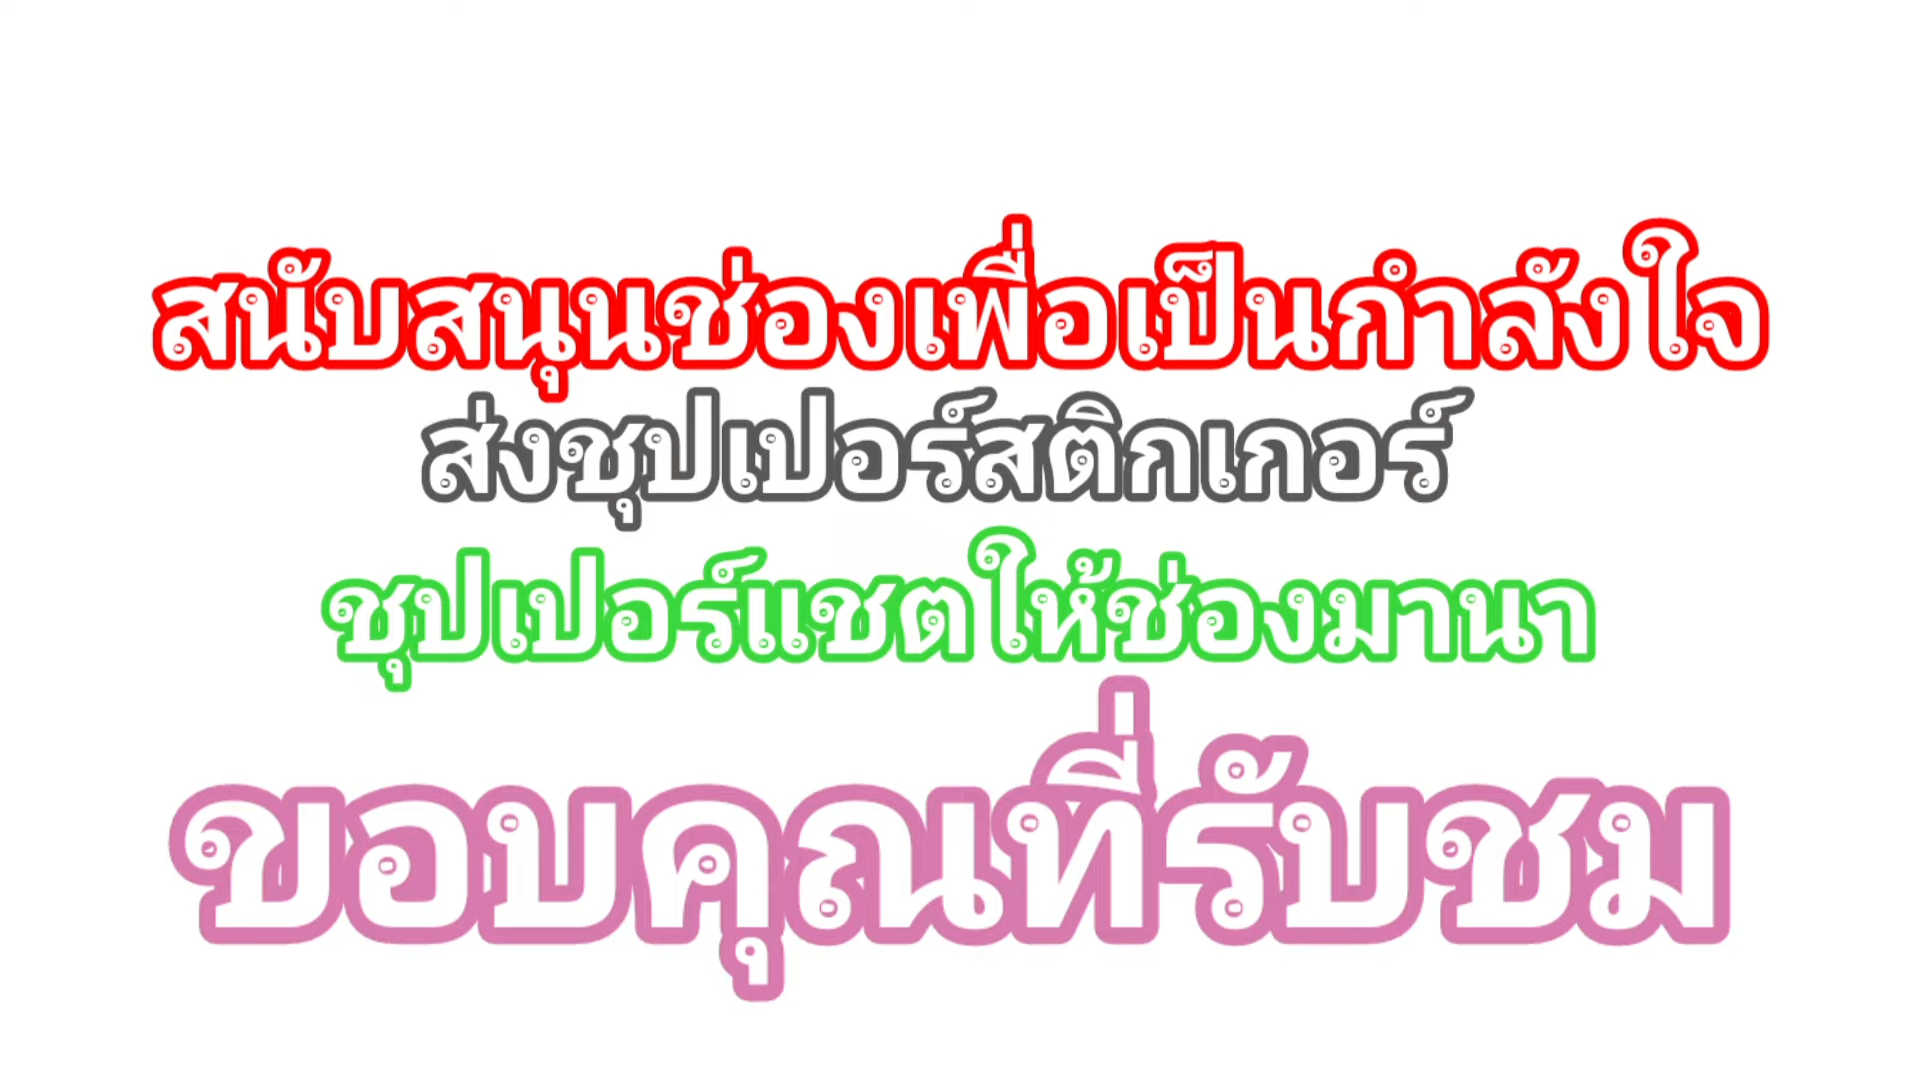 สนับสนุนช่องเพื่อเป็นกำลังใจ
ส่งซุปเปอร์สติกเกอร์
ซุปเปอร์แชตให้ช่องมานา
ขอบคุณที่รับชม